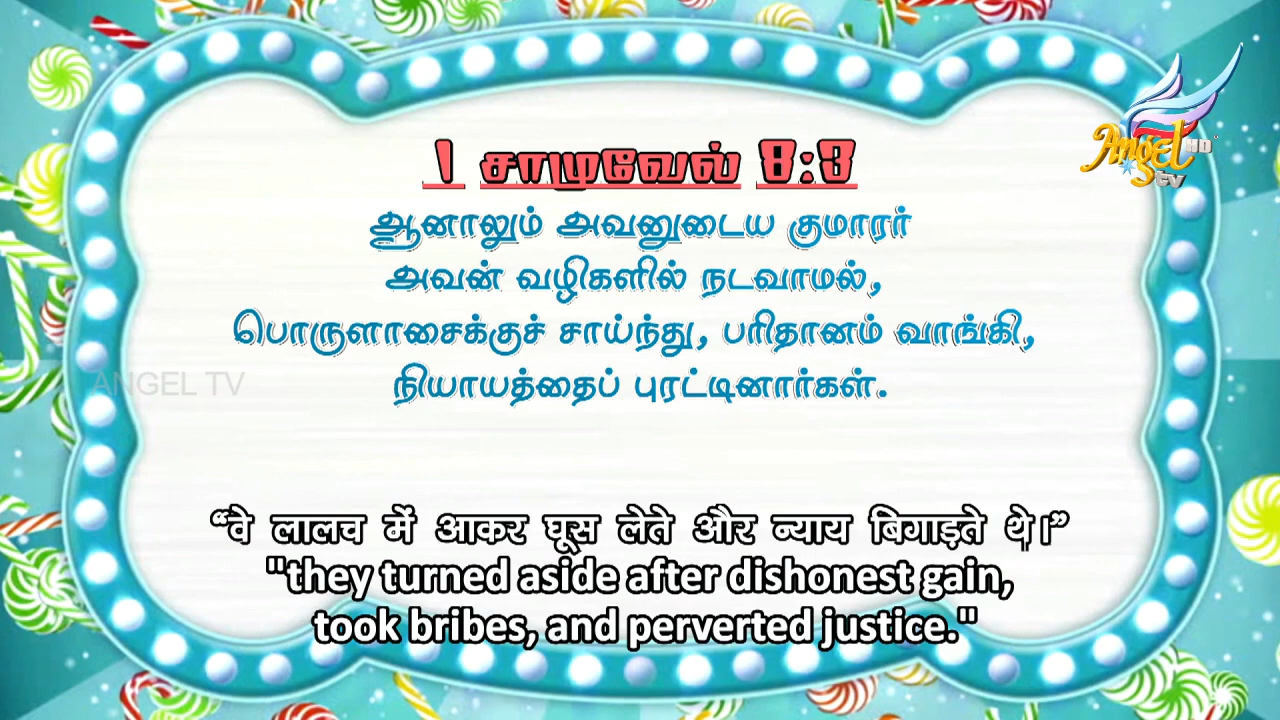 1 சாமுவேல் 8:3
ஆனாலும் அவனுடைய குமாரர்
அவன் வழிகளில் நடவாமல்,
பொருளாசைக்குச் சாய்ந்து, பரிதானம் வாங்கி,
நியாயத்தைப் புரட்டினார்கள்.
“वे लालच में आकर घूस लेते और न्याय बिगाड़ते थे।”
"they turned aside after dishonest gain,
took bribes, and perverted justice."
Angel HD
tv
ANGEL TV